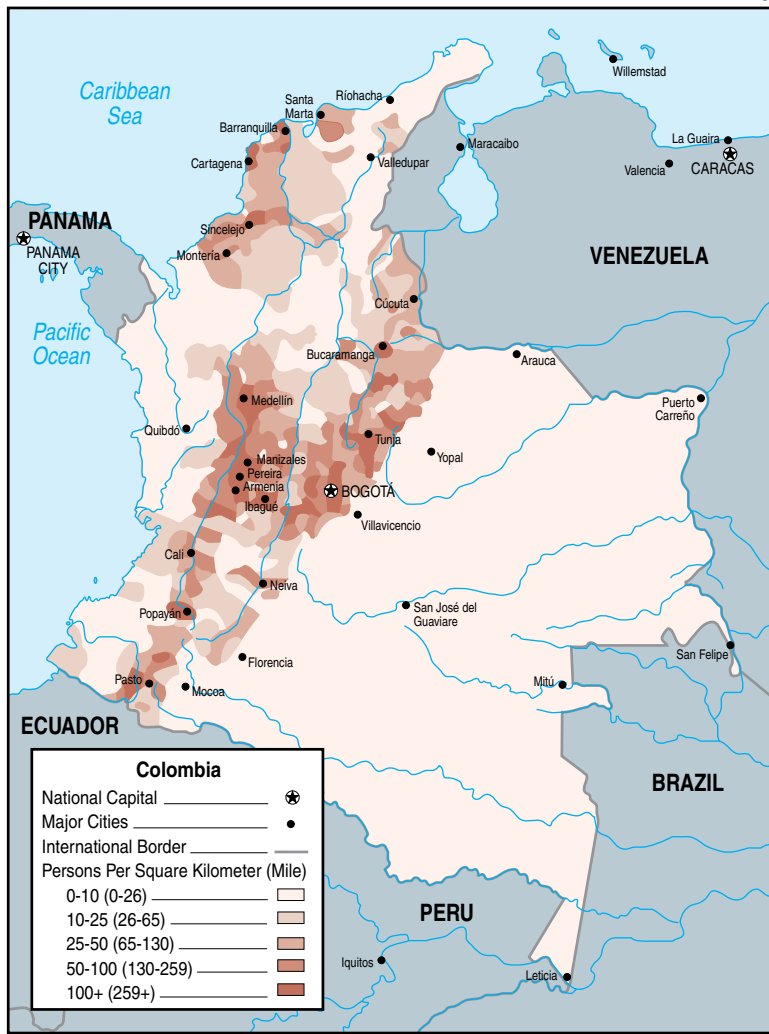 Willemstad
Caribbean
Sea
Ríohacha
Santa
Marta
Barranquilla
La Guaira
Maracaibo
Cartagena
Valledupar
Valencia
CARACAS
PANAMA
Sincelejo
PANAMA
CITY
Montería
VENEZUELA
Cúcuta
Pacific
Ocean
Bucaramanga
Arauca
Medellín
Puerto
Carreño
Quibdó
Tunja
Yopal
Manizales
Pereira
Armenia
BOGOTÁ
Ibagué
Villavicencio
Cali
Neiva
San José del
Guaviare
Popayán
Florencia
San Felipe
Pasto
Mocoa
Mitú
ECUADOR
BRAZIL
Colombia
National Capital
Major Cities
International Border
Persons Per Square Kilometer (Mile)
0-10 (0-26)
10-25 (26-65)
25-50 (65-130)
50-100 (130-259)
100+ (259+)
PERU
Iquitos
Leticia